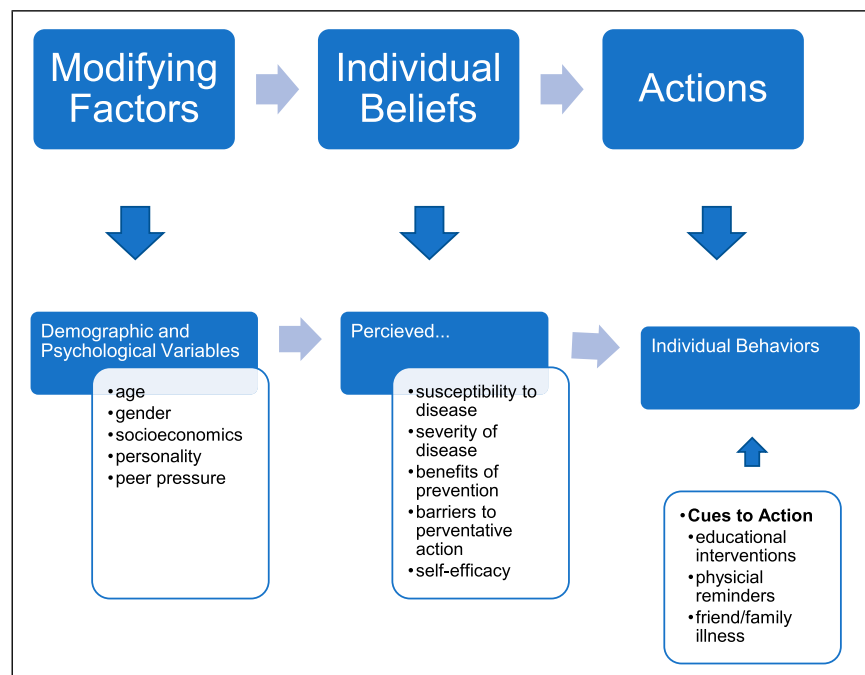 Modifying
Factors
Individual
Beliefs
Actions
Demographic and
Psychological Variables
•age
•gender
•socioeconomics
•personality
•peer pressure
Percieved...
•susceptibility to
disease
•severity of
disease
•benefits of
prevention
•barriers to
perventative
action
•self-efficacy
Individual Behaviors
•Cues to Action
•educational
interventions
•physicial
reminders
•friend/family
illness